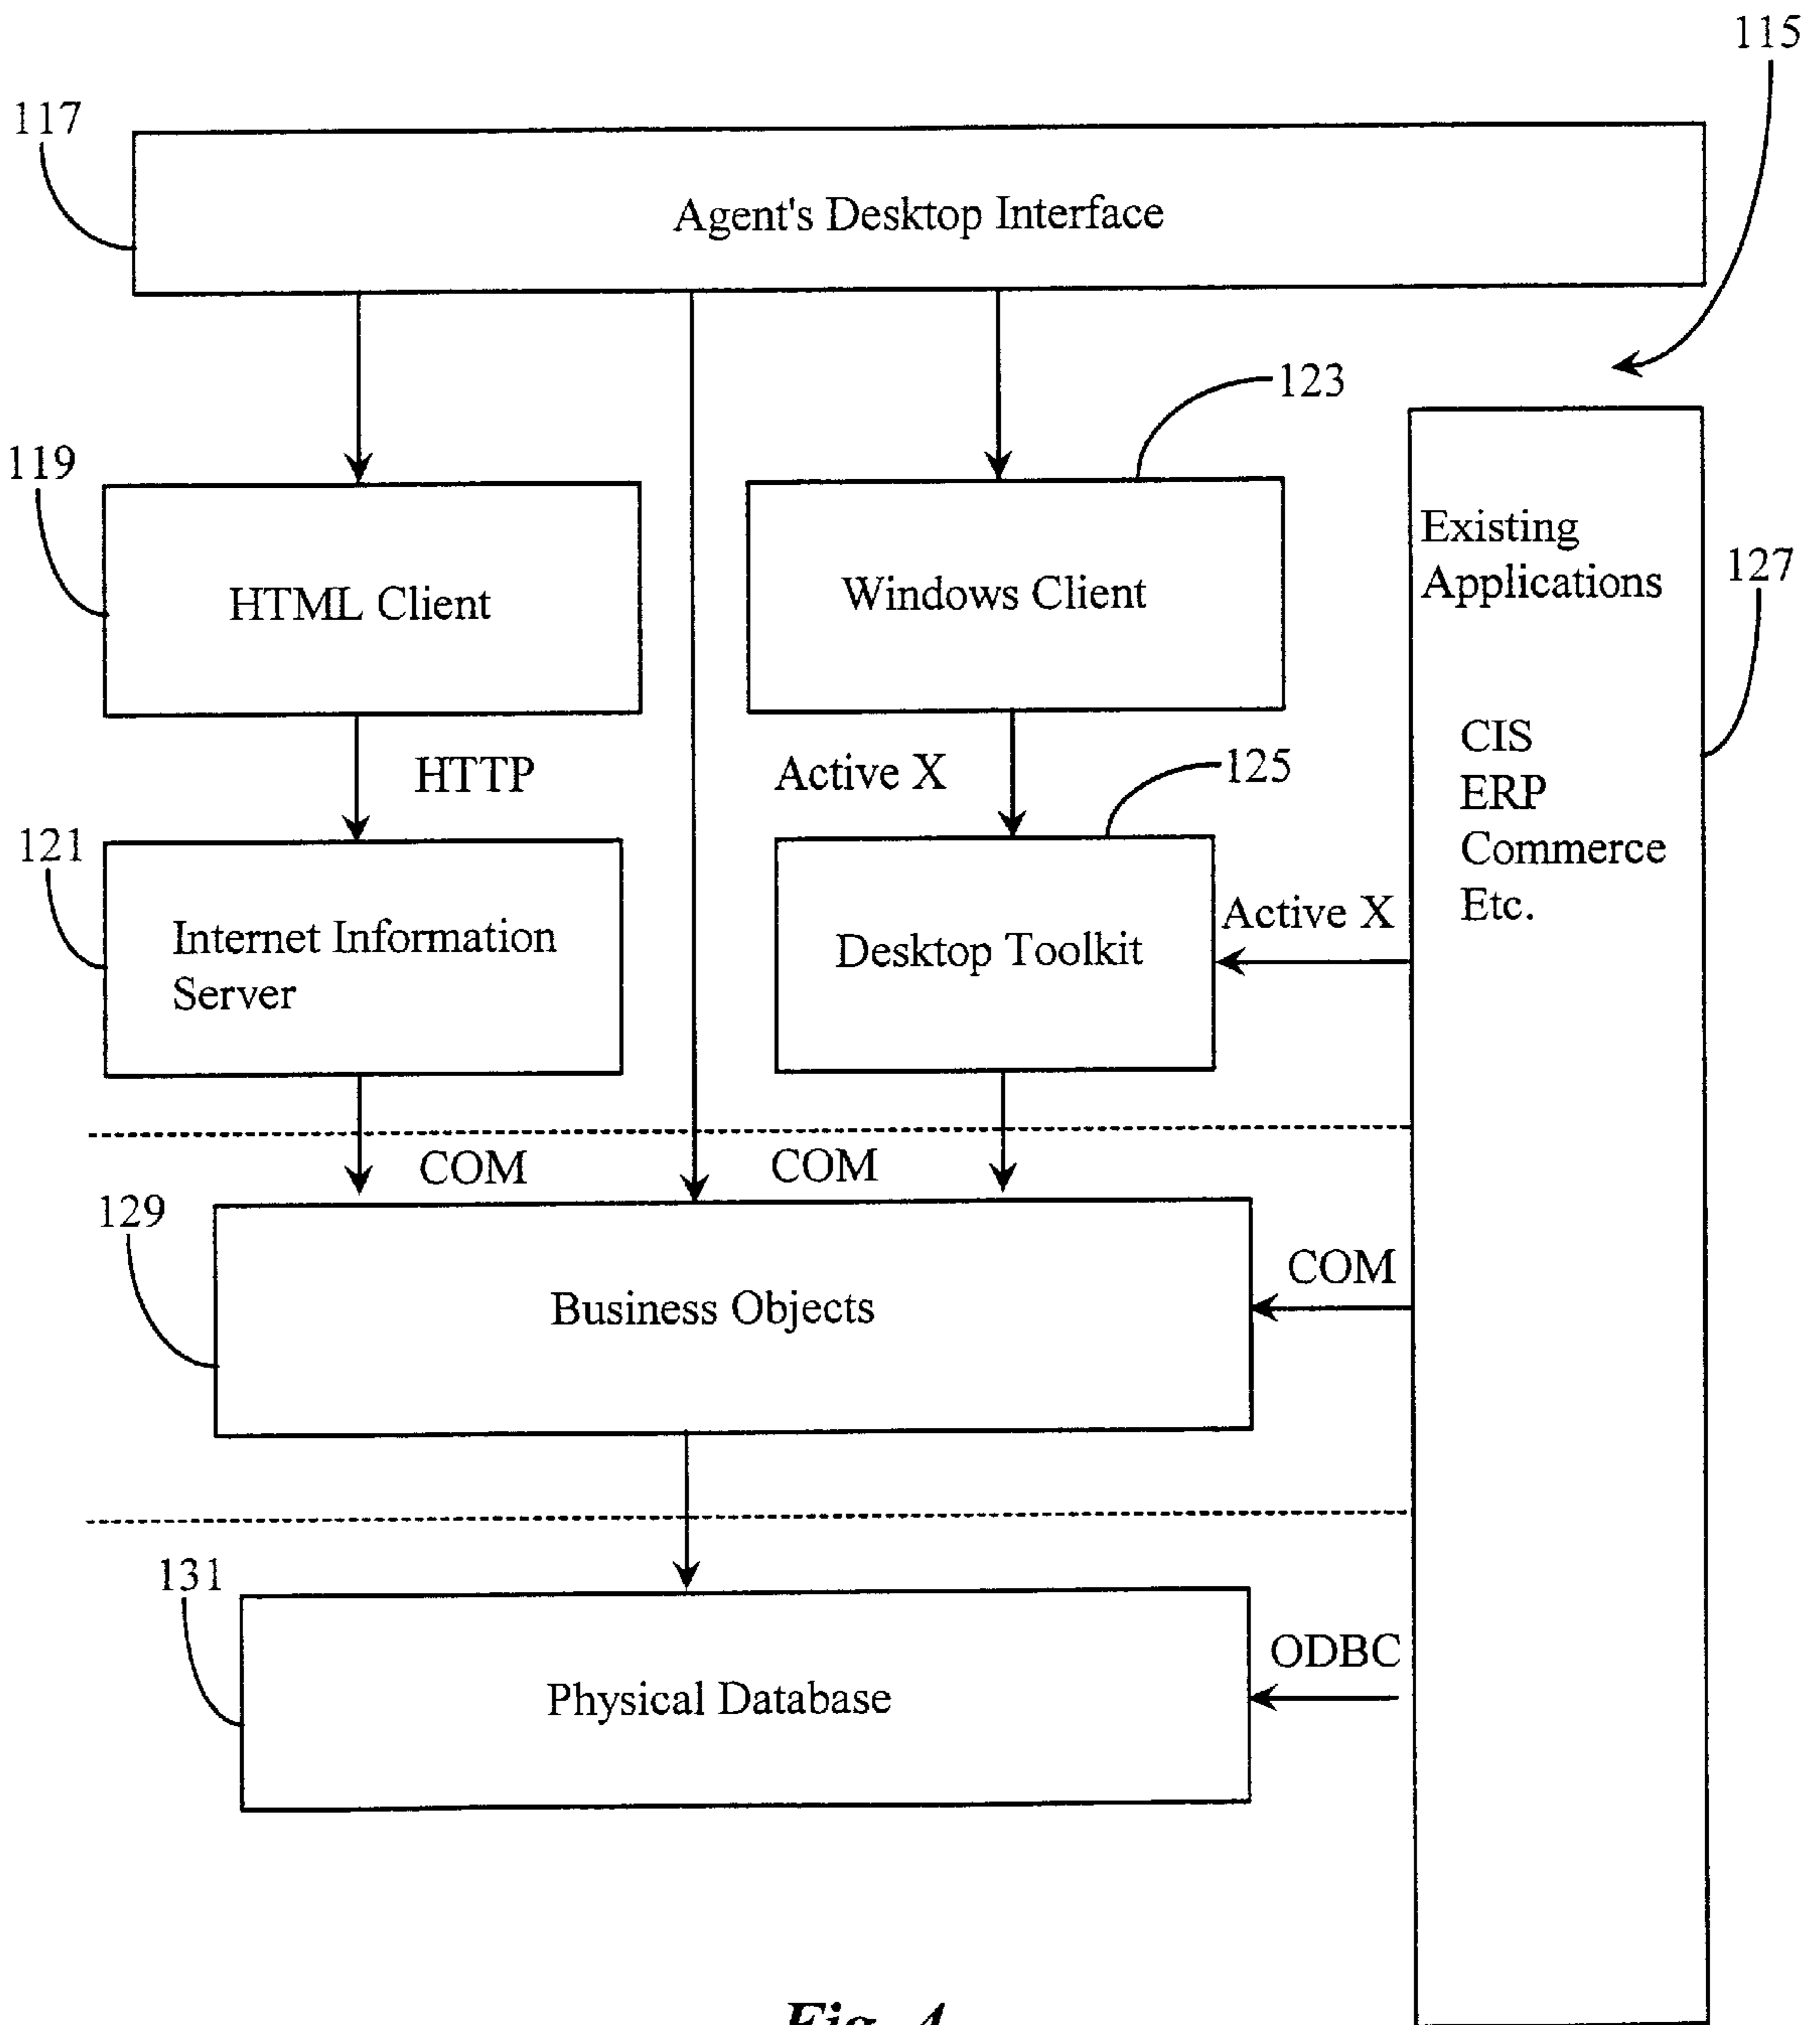 115
117
Agent's Desktop Interface
123
119
HTML Client
Windows Client
Existing
Applications
127
CIS
ERP
Commerce
Etc.
HTTP
Active X
125
121
Internet Information
Server
Desktop Toolkit
Active X
COM
COM
129
Business Objects
COM
131
Physical Database
ODBC
Fig. 4